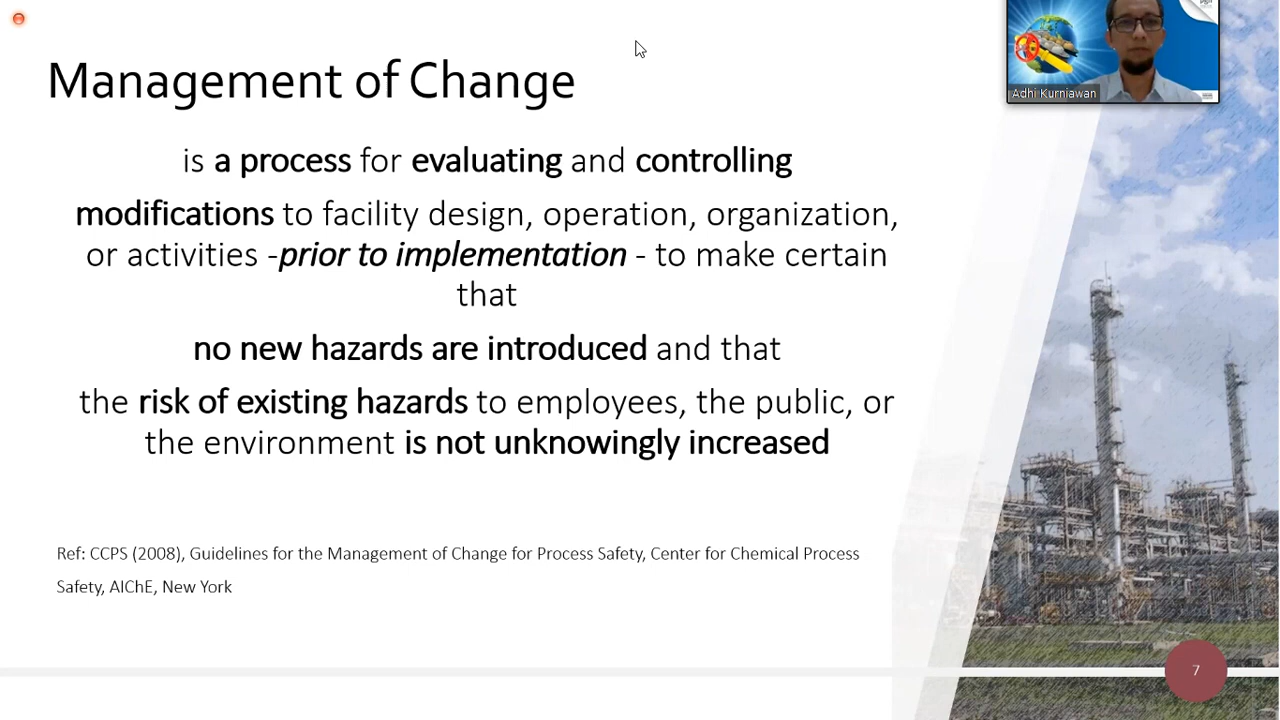 Management of Change
is a process for evaluating and controlling
modifications to facility design, operation, organization,
or activities -prior to implementation - to make certain
that
no new hazards are introduced and that
the risk of existing hazards to employees, the public, or
the environment is not unknowingly increased
Ref: CCPS (2008), Guidelines for the Management of Change for Process Safety, Center for Chemical Process
Safety, AIChE, New York
Adhi Kurniawan
7